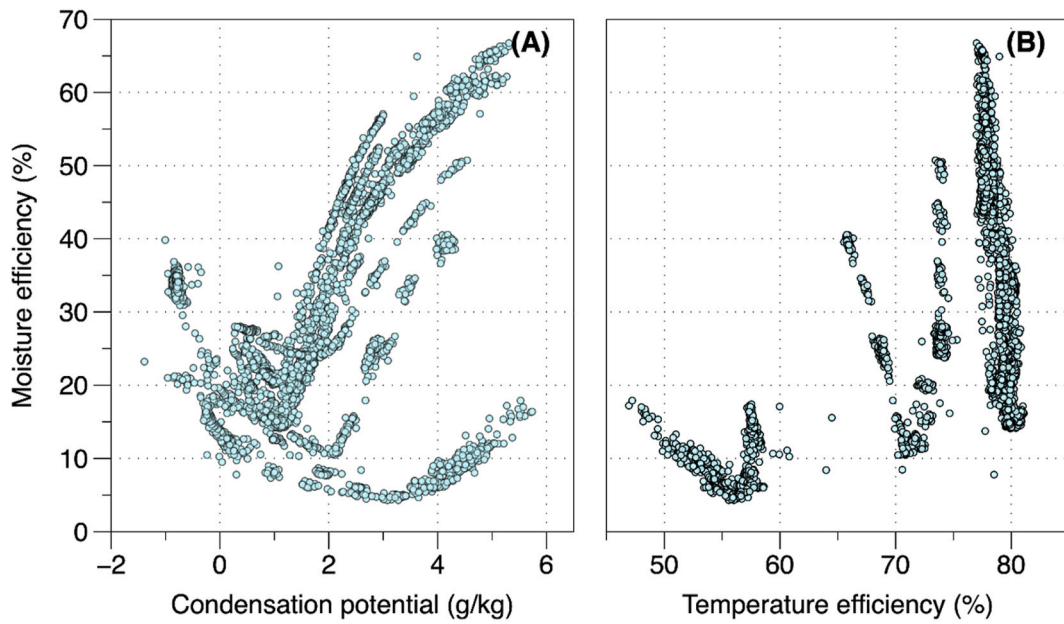 70
60
50
40
30
20
10
0
Moisture efficiency (%)
(A)
(B)
−2 0 2 4 6
50 60 70 80
Condensation potential (g/kg)
Temperature efficiency (%)